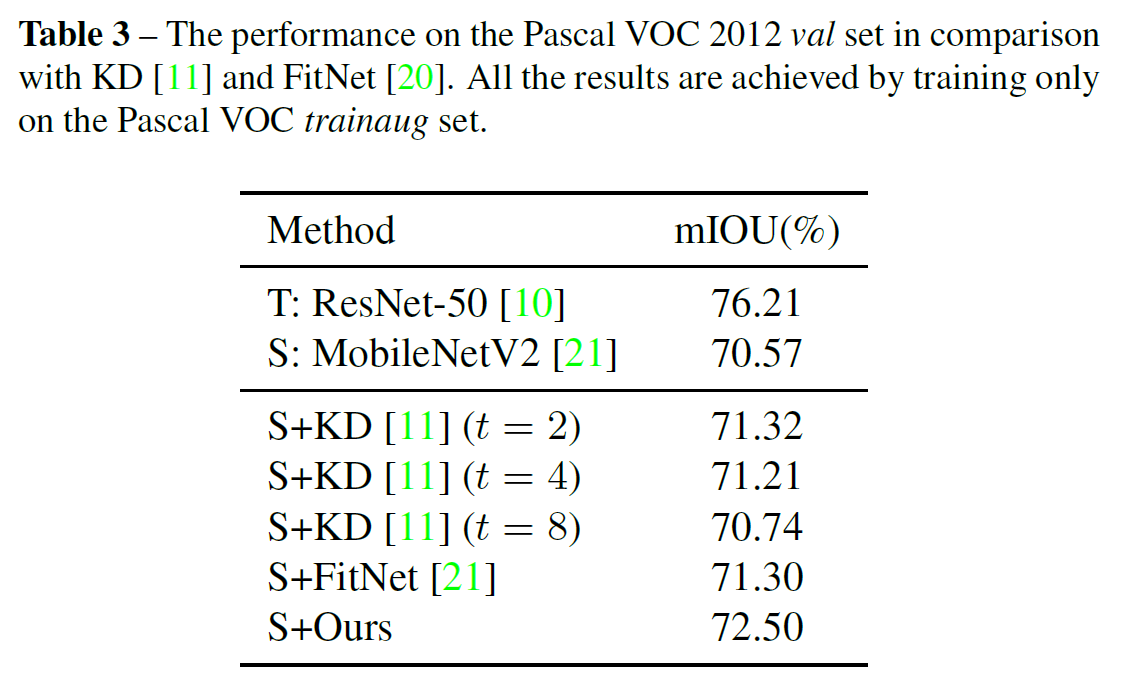 Table 3 – The performance on the Pascal VOC 2012 val set in comparison
with KD [11] and FitNet [20]. All the results are achieved by training only
on the Pascal VOC trainaug set.
Method mIOU(%)
T: ResNet-50 [10] 76.21
S: MobileNetV2 [21] 70.57
S+KD [11] (t = 2) 71.32
S+KD [11] (t = 4) 71.21
S+KD [11] (t = 8) 70.74
S+FitNet [21] 71.30
S+Ours 72.50